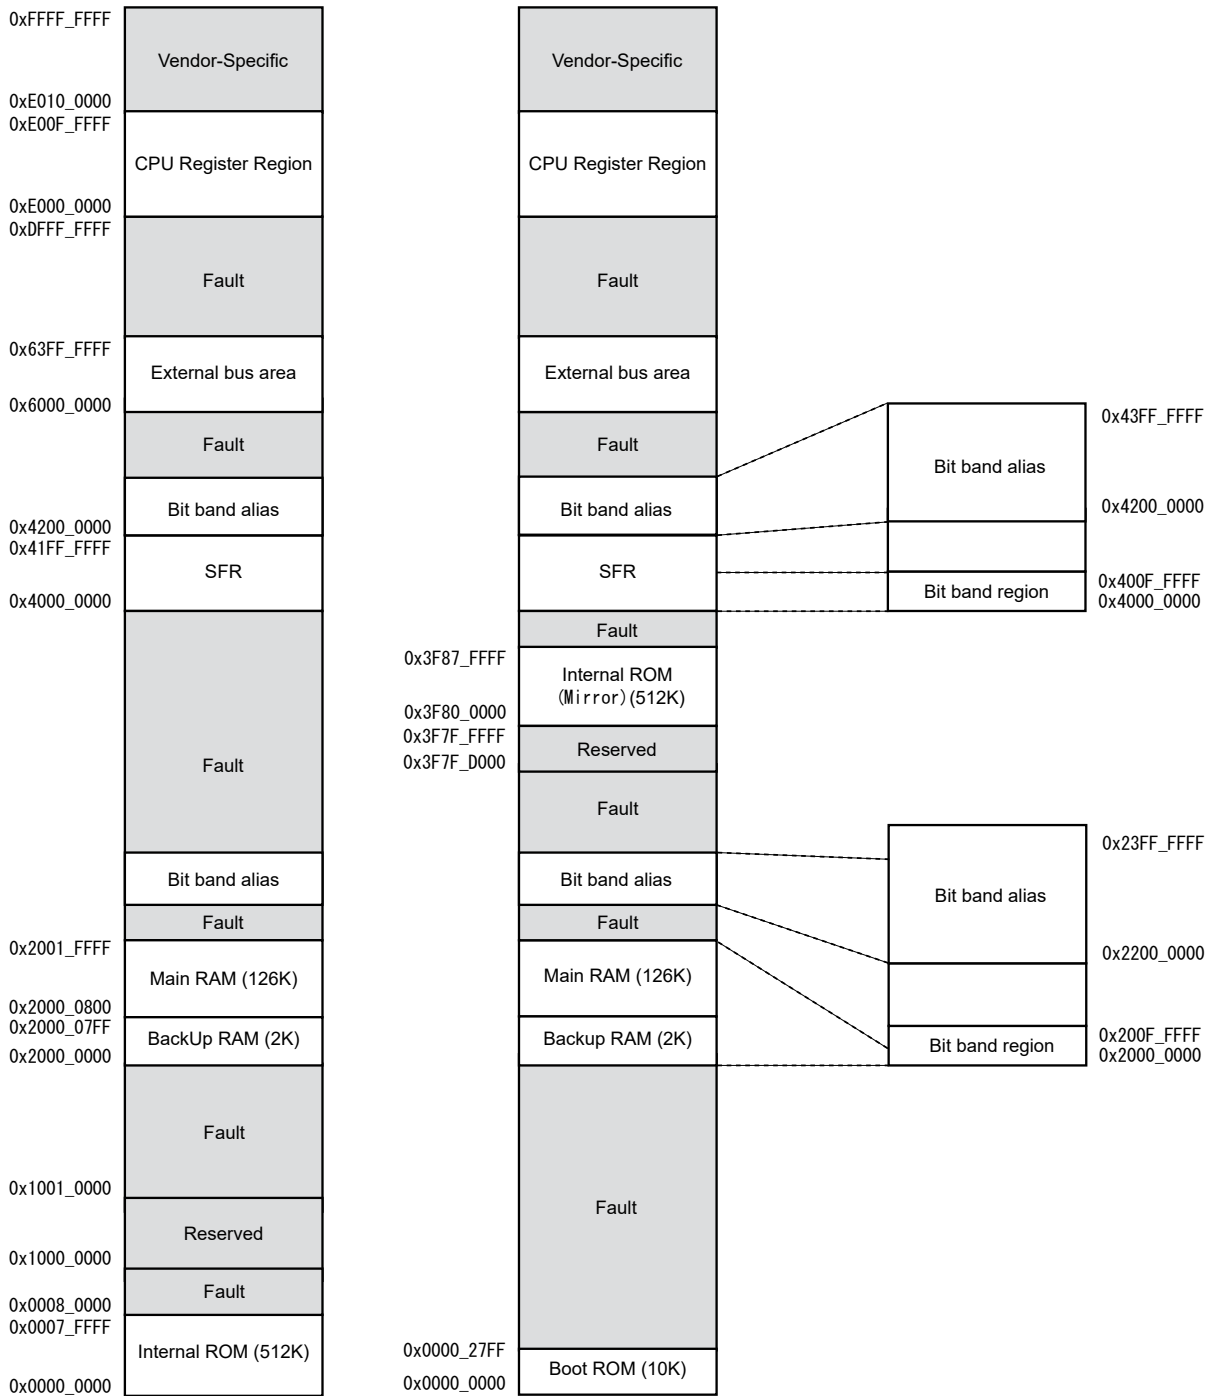 0xFFFF_FFFF
Vendor-Specific
0xE010_0000
0xE00F_FFFF
CPU Register Region
0xE000_0000
0xDFFF_FFFF
Fault
0x63FF_FFFF
External bus area
0x6000_0000
Fault
Bit band alias
0x4200_0000
0x41FF_FFFF
SFR
0x4000_0000
Fault
Bit band alias
Fault
0x2001_FFFF
Main RAM (126K)
0x2000_0800
0x2000_07FF
BackUp RAM (2K)
0x2000_0000
Fault
0x1001_0000
Reserved
0x1000_0000
Fault
0x0008_0000
0x0007_FFFF
Internal ROM (512K)
0x0000_0000
Vendor-Specific
CPU Register Region
Fault
External bus area
Fault
Bit band alias
SFR
Fault
0x3F87_FFFF
Internal ROM
(Mirror)(512K)
0x3F80_0000
0x3F7F_FFFF
Reserved
0x3F7F_D000
Fault
Bit band alias
Fault
Main RAM (126K)
Backup RAM (2K)
Fault
0x0000_27FF
Boot ROM (10K)
0x0000_0000
0x43FF_FFFF
Bit band alias
0x4200_0000
Bit band region
0x400F_FFFF
0x4000_0000
0x23FF_FFFF
Bit band alias
0x2200_0000
0x200F_FFFF
Bit band region
0x2000_0000